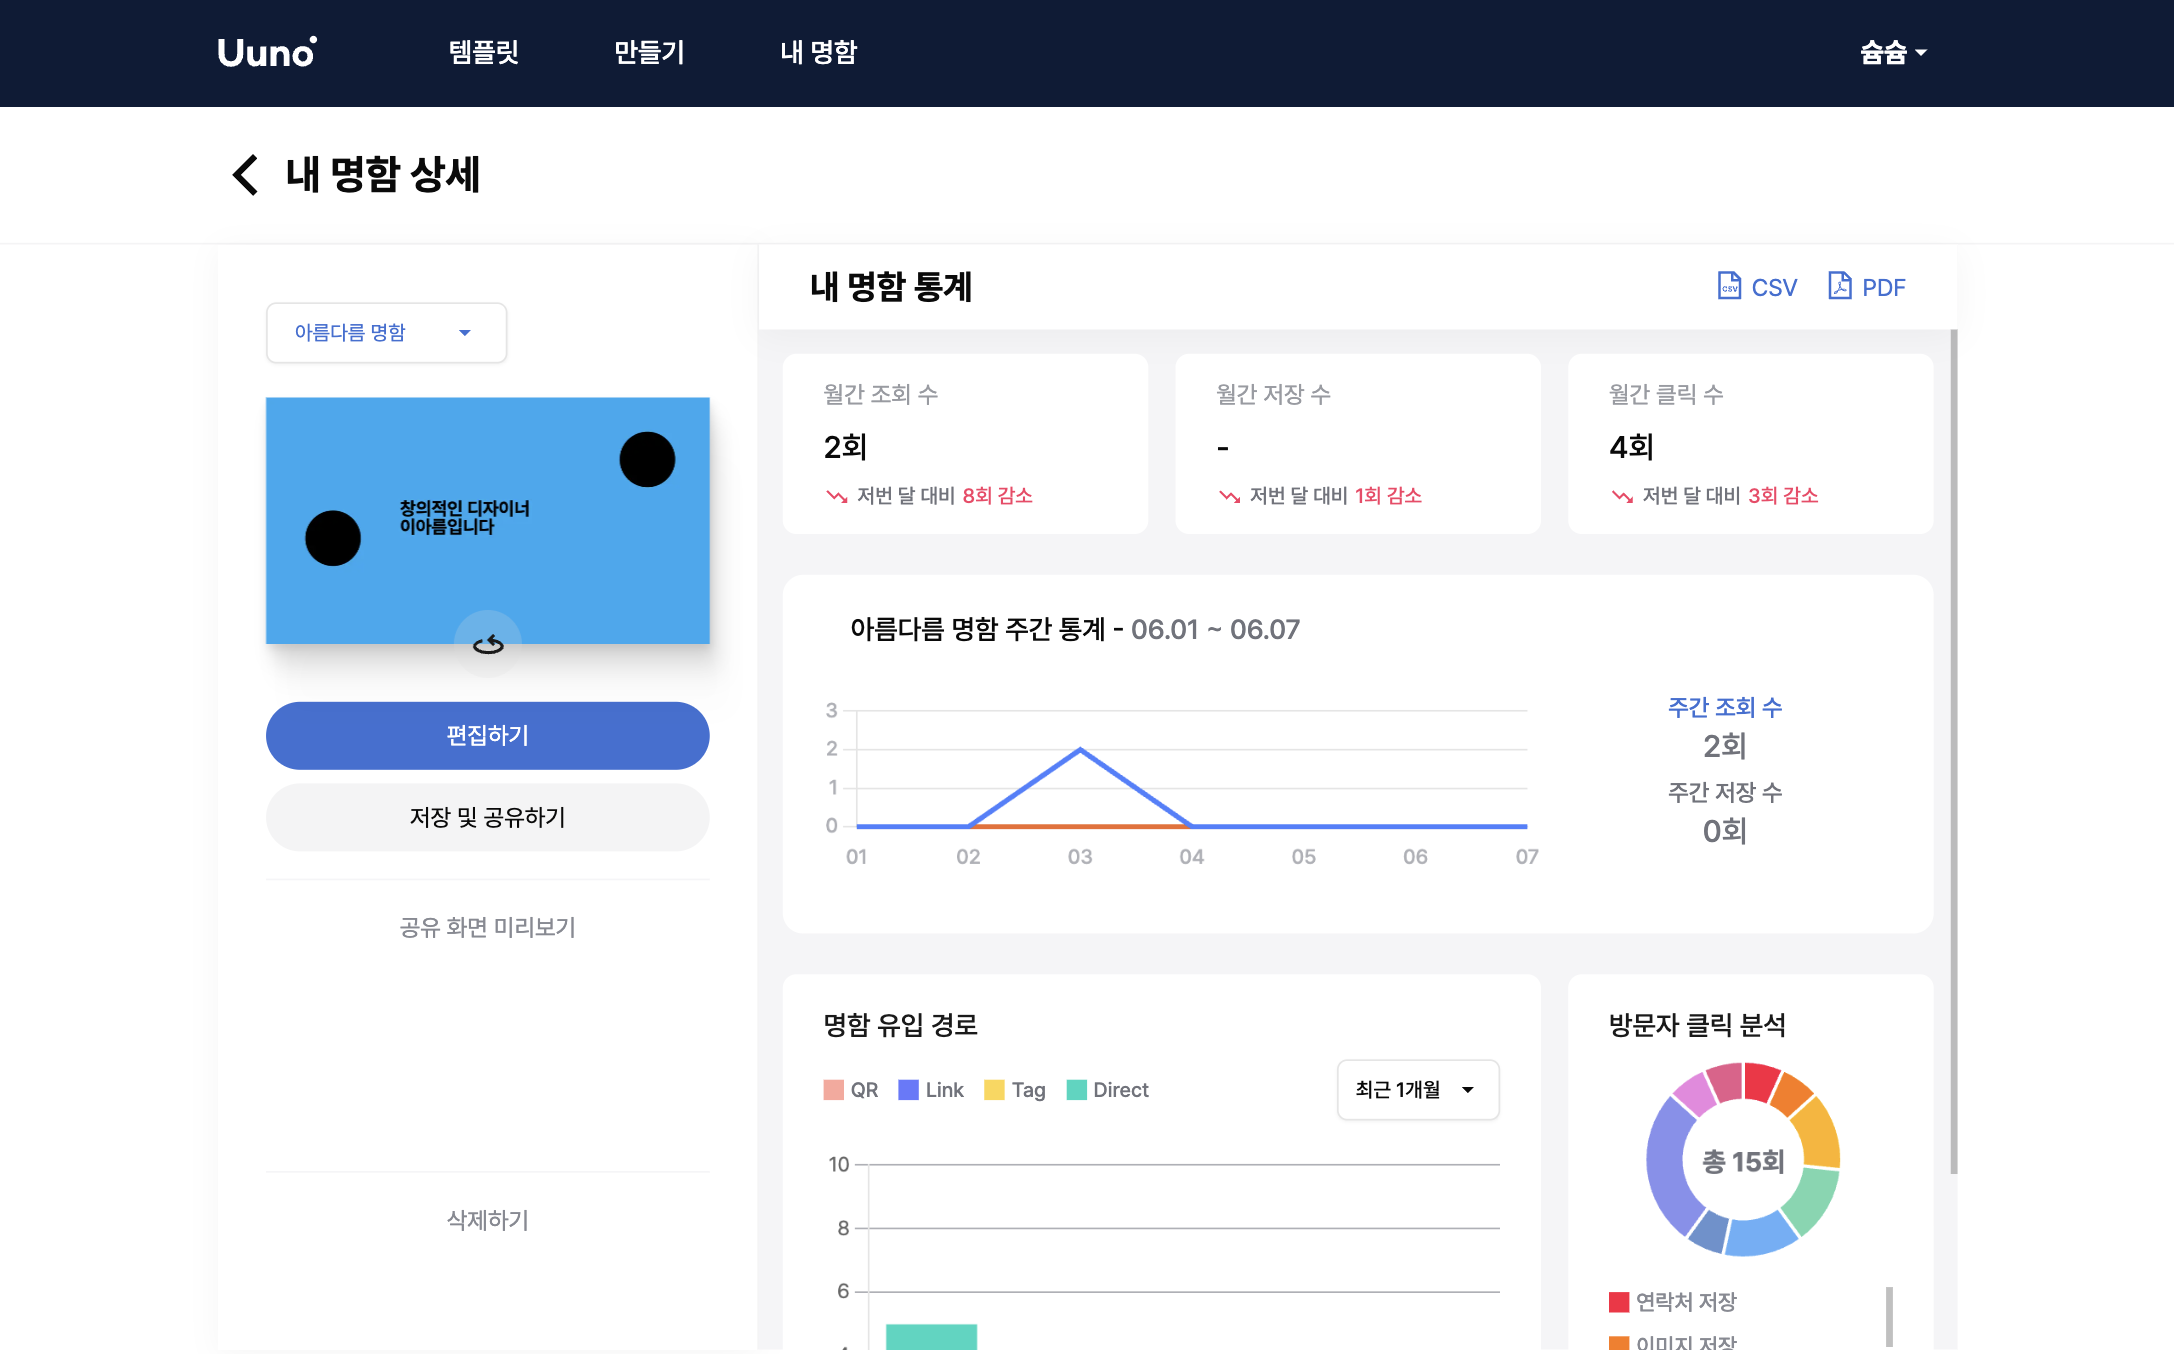 Uuno
템플릿
만들기
내 명함
슘슘
내 명함 상세
아름다름 명함
창의적인 디자이너
이아름입니다
편집하기
저장 및 공유하기
공유 화면 미리보기
삭제하기
내 명함 통계
CSV
PDF
월간 조회 수
2회
저번 달 대비 8회 감소
월간 저장 수
-
저번 달 대비 1회 감소
월간 클릭 수
4회
저번 달 대비 3회 감소
아름다름 명함 주간 통계 - 06.01 ~ 06.07
3
2
1
0
01 02 03 04 05 06 07
주간 조회 수
2회
주간 저장 수
0회
명함 유입 경로
QR Link Tag Direct
최근 1개월
10
8
6
방문자 클릭 분석
총 15회
연락처 저장
이미지 저장